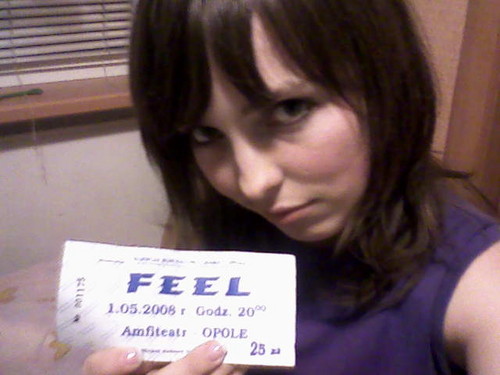 FEEL
1.05.2008 r Godz. 20⁰⁰
Amfiteatr OPOLE
25 zł